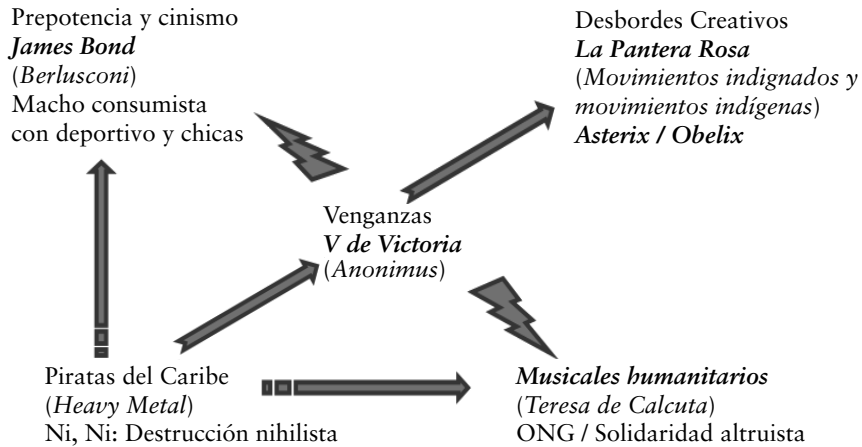 Prepotencia y cinismo
James Bond
(Berlusconi)
Macho consumista
con deportivo y chicas
Desbordes Creativos
La Pantera Rosa
(Movimientos indignados y
movimientos indígenas)
Asterix / Obelix
Venganzas
V de Victoria
(Anonimus)
Piratas del Caribe
(Heavy Metal)
Ni, Ni: Destrucción nihilista
Musicales humanitarios
(Teresa de Calcuta)
ONG / Solidaridad altruista